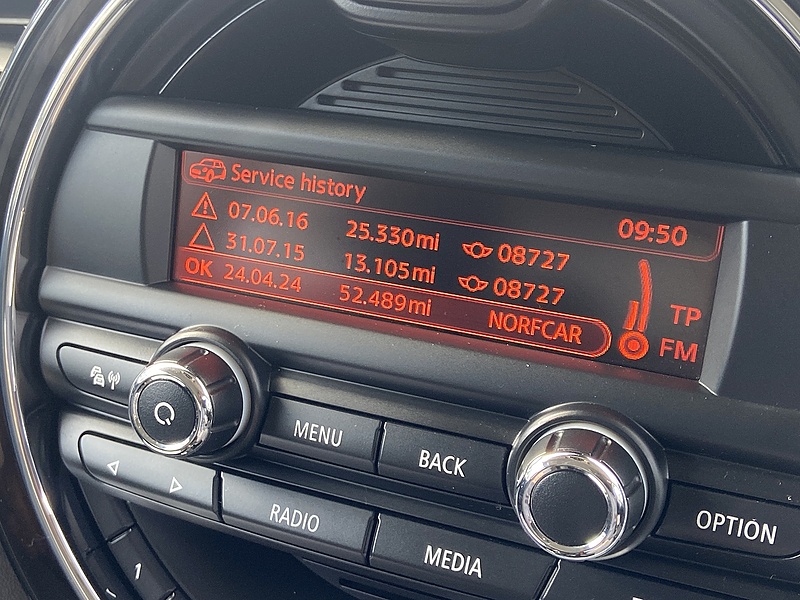 Service history
09:50
07.06.16 25.330mi 08727
31.07.15 13.105mi 08727
OK 24.04.24 52.489mi NORFCAR
TP
FM
MENU
BACK
RADIO
MEDIA
OPTION
1